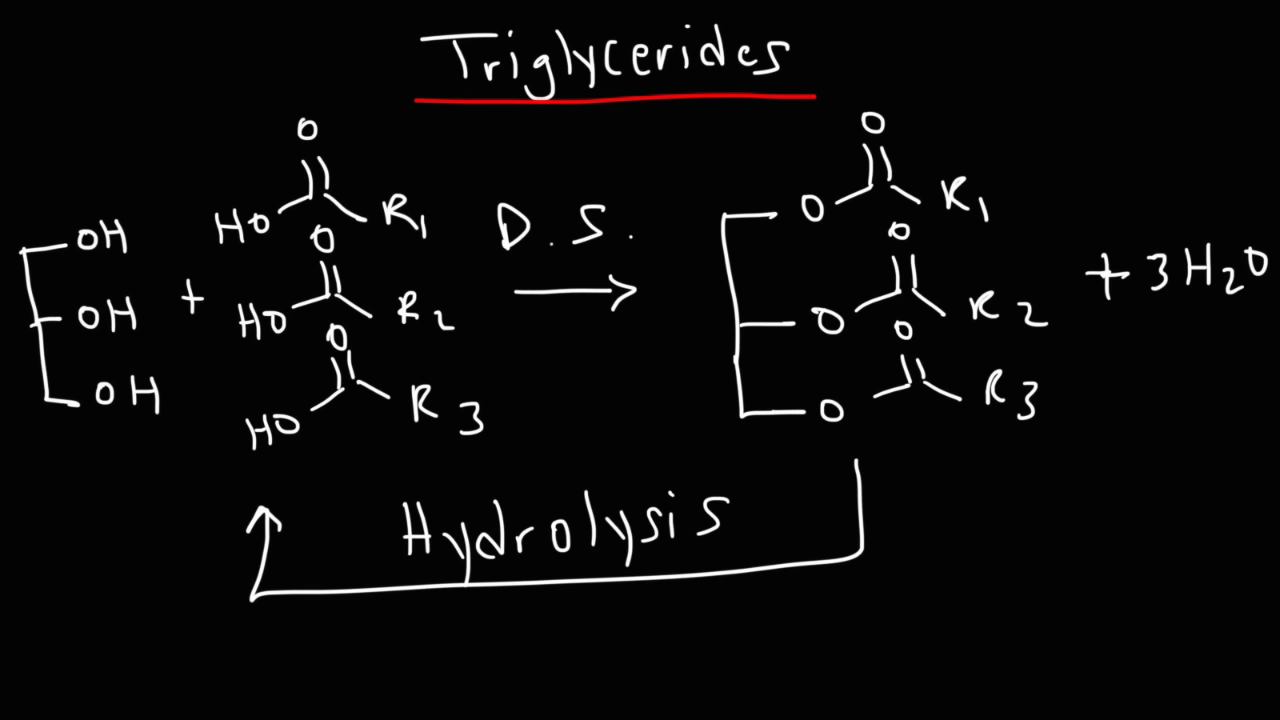 Triglycerides
O
O
HO R1
K1
OH
D.S.
O
O
O
OH
+
HO
R2
O
R2
+ 3H2O
O
O
OH
HO
R3
O
R3
Hydrolysis